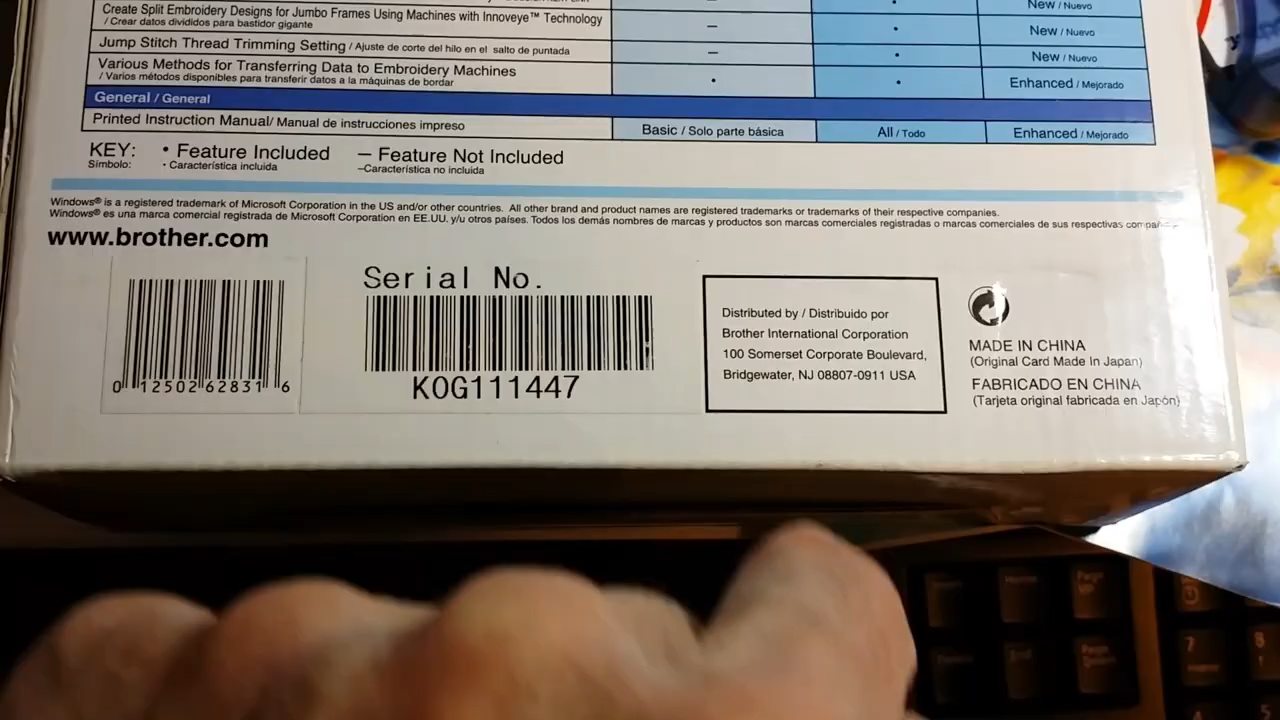 New / Nuevo
Create Split Embroidery Designs for Jumbo Frames Using Machines with Innoveye™ Technology
/ Crear datos divididos para bastidor gigante
– • New / Nuevo
Jump Stitch Thread Trimming Setting / Ajuste de corte del hilo en el salto de puntada
– • New / Nuevo
Various Methods for Transferring Data to Embroidery Machines
/ Varios métodos disponibles para transferir datos a la máquinas de bordar
• • Enhanced / Mejorado
General / General
Printed Instruction Manual/ Manual de instrucciones impreso
Basic / Solo parte básica
All / Todo
Enhanced / Mejorado
KEY: • Feature Included – Feature Not Included
Símbolo: • Característica incluida –Característica no incluida
Windows® is a registered trademark of Microsoft Corporation in the US and/or other countries. All other brand and product names are registered trademarks or trademarks of their respective companies.
Windows® es una marca comercial registrada de Microsoft Corporation en EE.UU. y/u otros países. Todos los demás nombres de marcas y productos son marcas comerciales registradas o marcas comerciales de sus respectivas
www.brother.com
0 12502 62831 6
Serial No.
K0G111447
Distributed by / Distribuido por
Brother International Corporation
100 Somerset Corporate Boulevard,
Bridgewater, NJ 08807-0911 USA
MADE IN CHINA
(Original Card Made In Japan)
FABRICADO EN CHINA
(Tarjeta original fabricada en Japón)
7
8